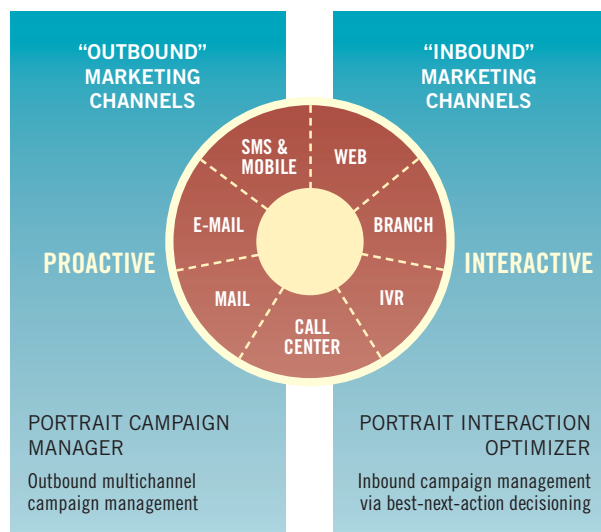 “OUTBOUND”
MARKETING
CHANNELS
“INBOUND”
MARKETING
CHANNELS
SMS &
MOBILE
WEB
E-MAIL
BRANCH
PROACTIVE
INTERACTIVE
MAIL
IVR
CALL
CENTER
PORTRAIT CAMPAIGN
MANAGER
Outbound multichannel
campaign management
PORTRAIT INTERACTION
OPTIMIZER
Inbound campaign management
via best-next-action decisioning